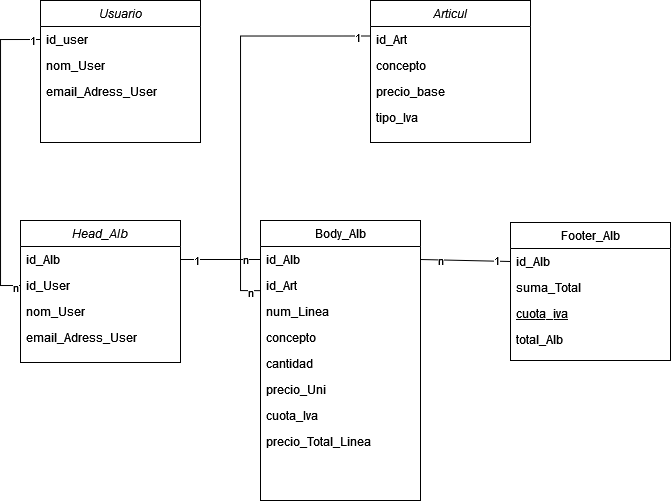 Usuario
id_user
nom_User
email_Adress_User
Articul
id_Art
concepto
precio_base
tipo_Iva
1
1
Head_Alb
id_Alb
id_User
nom_User
email_Adress_User
n
1
n
n
Body_Alb
id_Alb
id_Art
num_Linea
concepto
cantidad
precio_Uni
cuota_Iva
precio_Total_Linea
n
1
Footer_Alb
id_Alb
suma_Total
cuota_iva
total_Alb